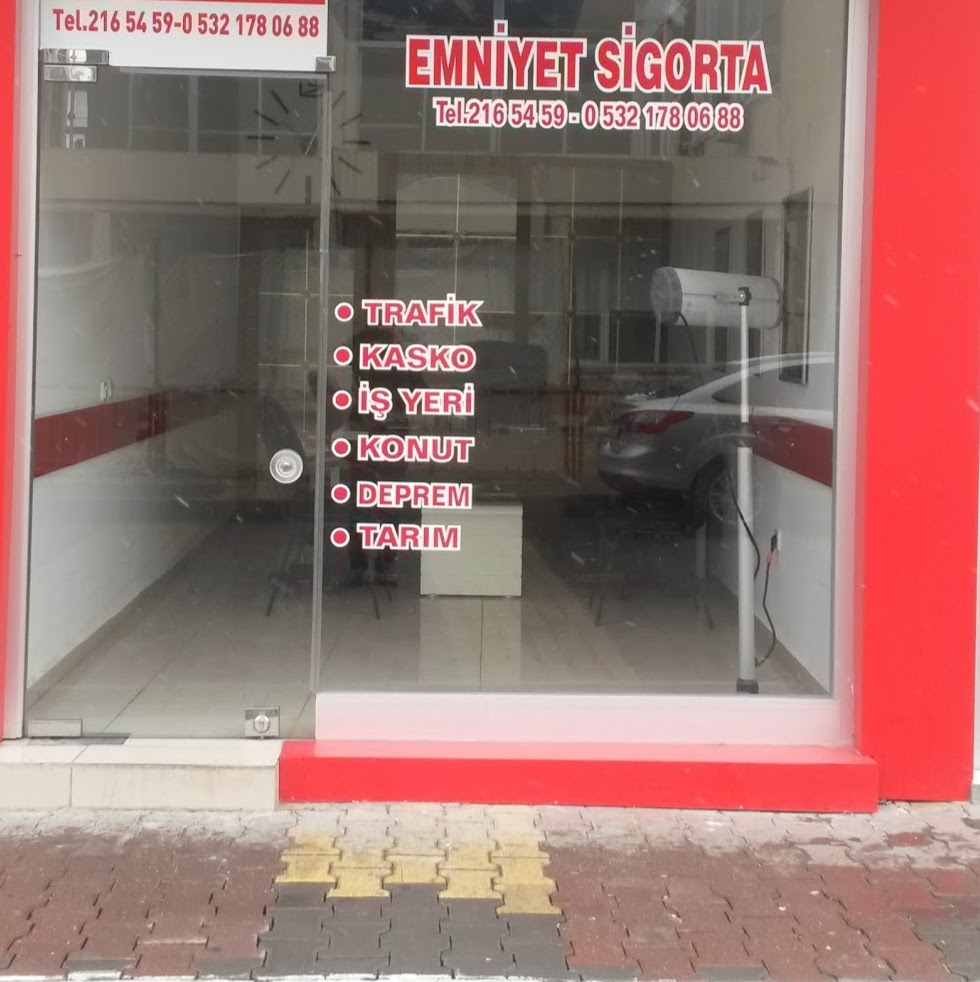 Tel.216 54 59-0 532 178 06 88
EMNİYET SİGORTA
Tel.216 54 59 - 0 532 178 06 88
• TRAFİK
• KASKO
• İŞ YERİ
• KONUT
• DEPREM
• TARIM